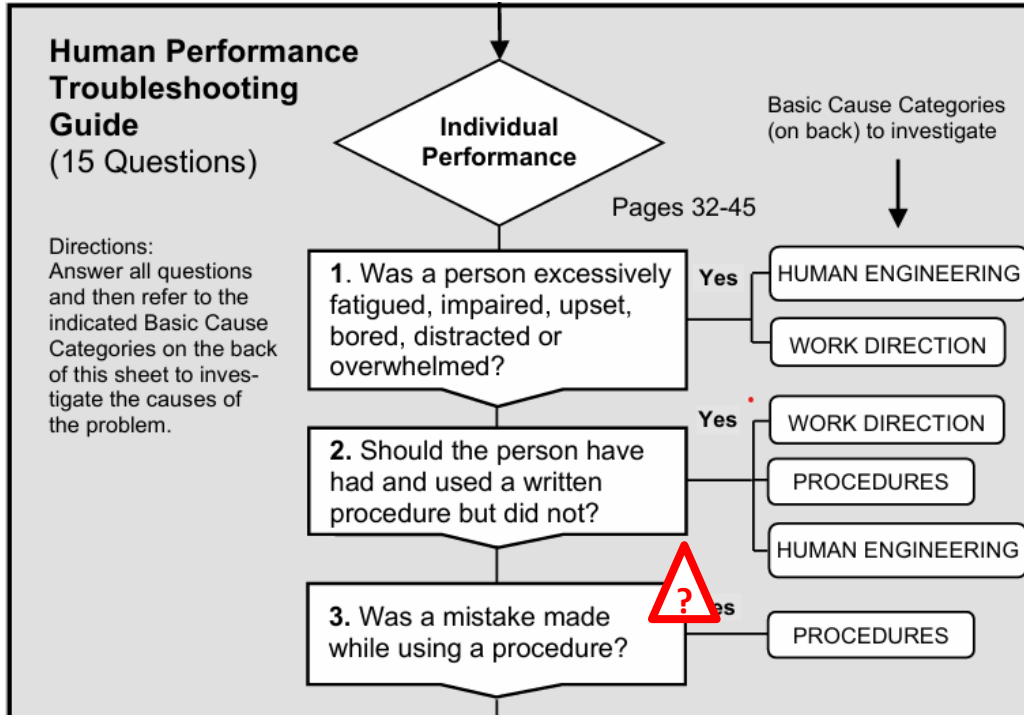 Human Performance
Troubleshooting
Guide
(15 Questions)
Directions:
Answer all questions
and then refer to the
indicated Basic Cause
Categories on the back
of this sheet to inves-
tigate the causes of
the problem.
Individual
Performance
Pages 32-45
Basic Cause Categories
(on back) to investigate
1. Was a person excessively
fatigued, impaired, upset,
bored, distracted or
overwhelmed?
Yes
HUMAN ENGINEERING
WORK DIRECTION
2. Should the person have
had and used a written
procedure but did not?
Yes
WORK DIRECTION
PROCEDURES
HUMAN ENGINEERING
3. Was a mistake made
while using a procedure?
?
es
PROCEDURES